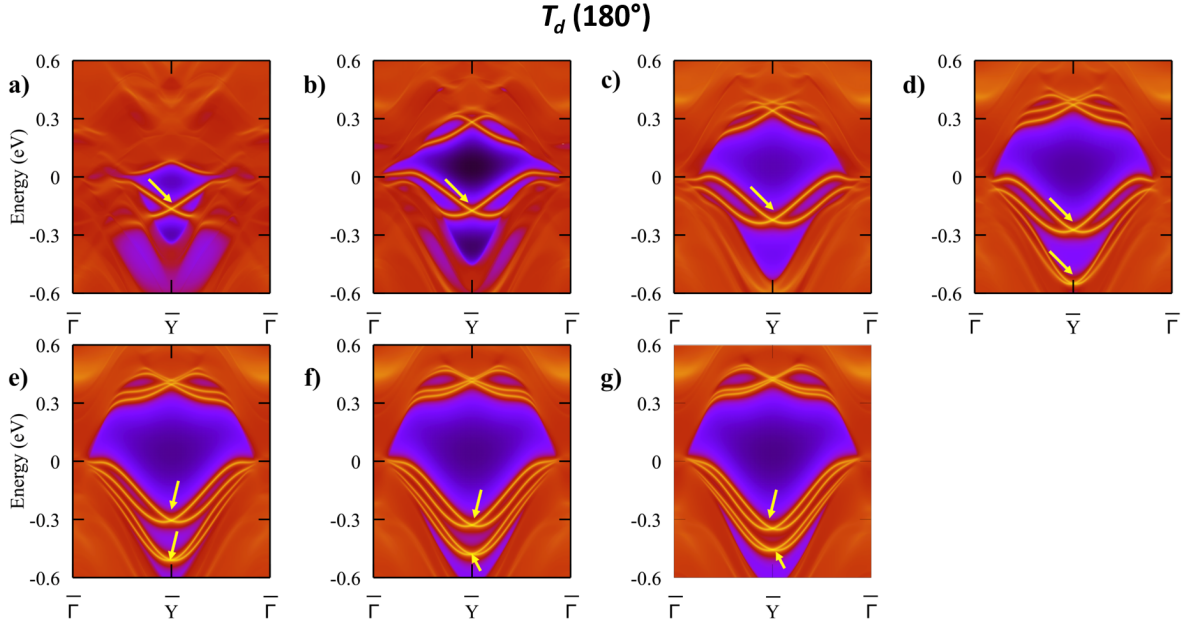 T_d (180°)
a) b) c) d)
Energy (eV)
0.6 0.6 0.6 0.6
0.3 0.3 0.3 0.3
0 0 0 0
-0.3 -0.3 -0.3 -0.3
-0.6 -0.6 -0.6 -0.6
Γ̅ Y̅ Γ̅ Γ̅ Y̅ Γ̅ Γ̅ Y̅ Γ̅ Γ̅ Y̅ Γ̅
e) f) g)
Energy (eV)
0.6 0.6 0.6
0.3 0.3 0.3
0 0 0
-0.3 -0.3 -0.3
-0.6 -0.6 -0.6
Γ̅ Y̅ Γ̅ Γ̅ Y̅ Γ̅ Γ̅ Y̅ Γ̅